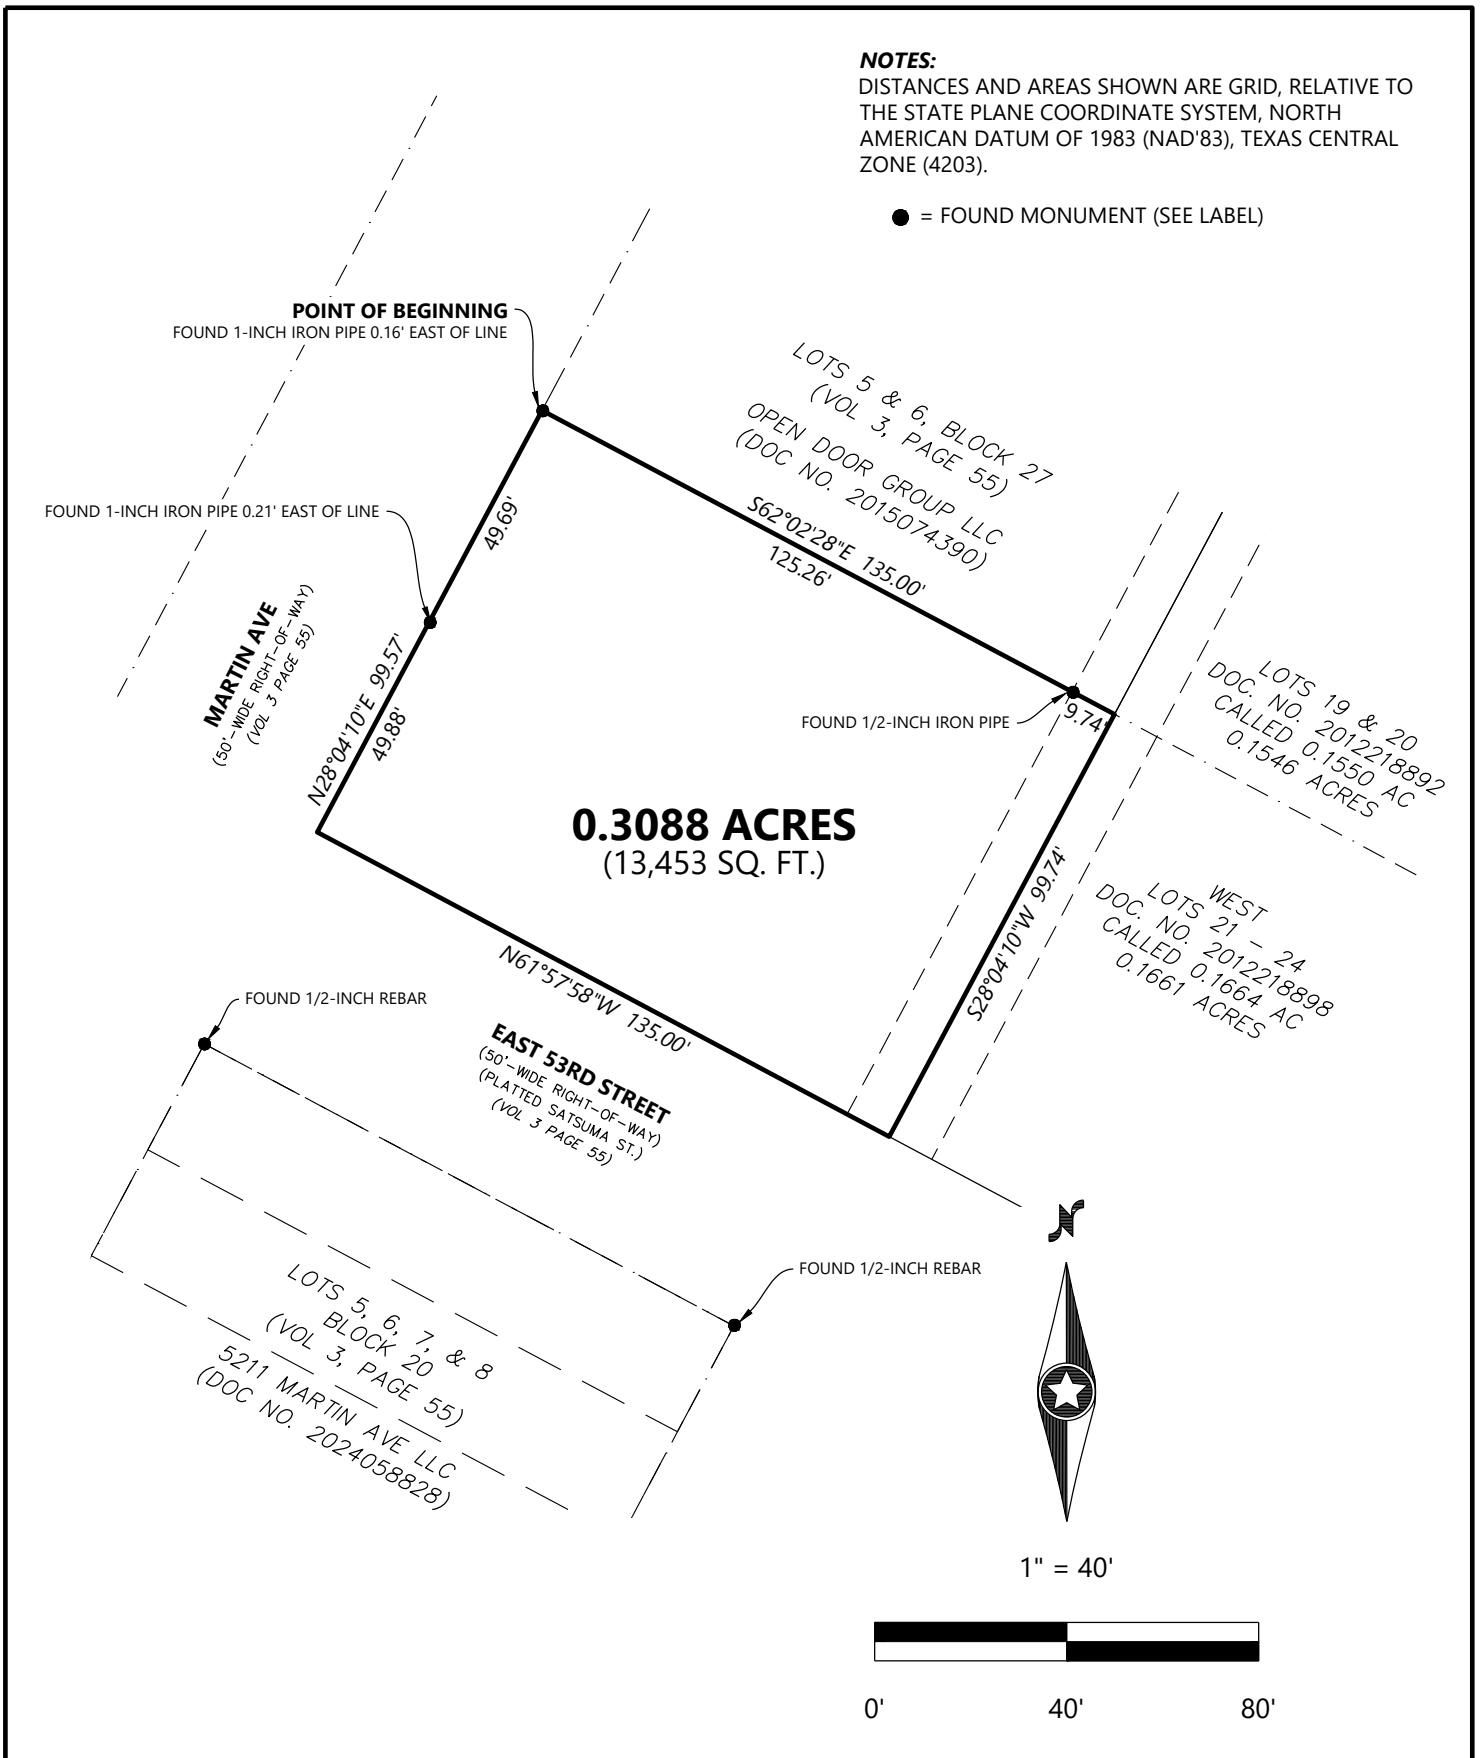 NOTES:
DISTANCES AND AREAS SHOWN ARE GRID, RELATIVE TO
THE STATE PLANE COORDINATE SYSTEM, NORTH
AMERICAN DATUM OF 1983 (NAD'83), TEXAS CENTRAL
ZONE (4203).
= FOUND MONUMENT (SEE LABEL)
POINT OF BEGINNING
FOUND 1-INCH IRON PIPE 0.16' EAST OF LINE
LOTS 5 & 6, BLOCK 27
(VOL 3, PAGE 55)
OPEN DOOR GROUP LLC
(DOC NO. 2015074390)
S62°02'28"E 135.00'
125.26'
49.69'
FOUND 1-INCH IRON PIPE 0.21' EAST OF LINE
MARTIN AVE
(50'-WIDE RIGHT-OF-WAY)
(VOL 3 PAGE 55)
N28°04'10"E 99.57'
49.88'
FOUND 1/2-INCH IRON PIPE
9.74'
LOTS 19 & 20
DOC. NO. 2012218892
CALLED 0.1550 AC
0.1546 ACRES
0.3088 ACRES
(13,453 SQ. FT.)
S28°04'10"W 99.74'
WEST
LOTS 21 - 24
DOC. NO. 2012218898
CALLED 0.1664 AC
0.1661 ACRES
N61°57'58"W 135.00'
FOUND 1/2-INCH REBAR
EAST 53RD STREET
(50'-WIDE RIGHT-OF-WAY)
(PLATTED SATSUMA ST.)
(VOL 3 PAGE 55)
N
FOUND 1/2-INCH REBAR
LOTS 5, 6, 7, & 8
BLOCK 20
(VOL 3, PAGE 55)
5211 MARTIN AVE LLC
(DOC NO. 2024058828)
1" = 40'
0' 40' 80'